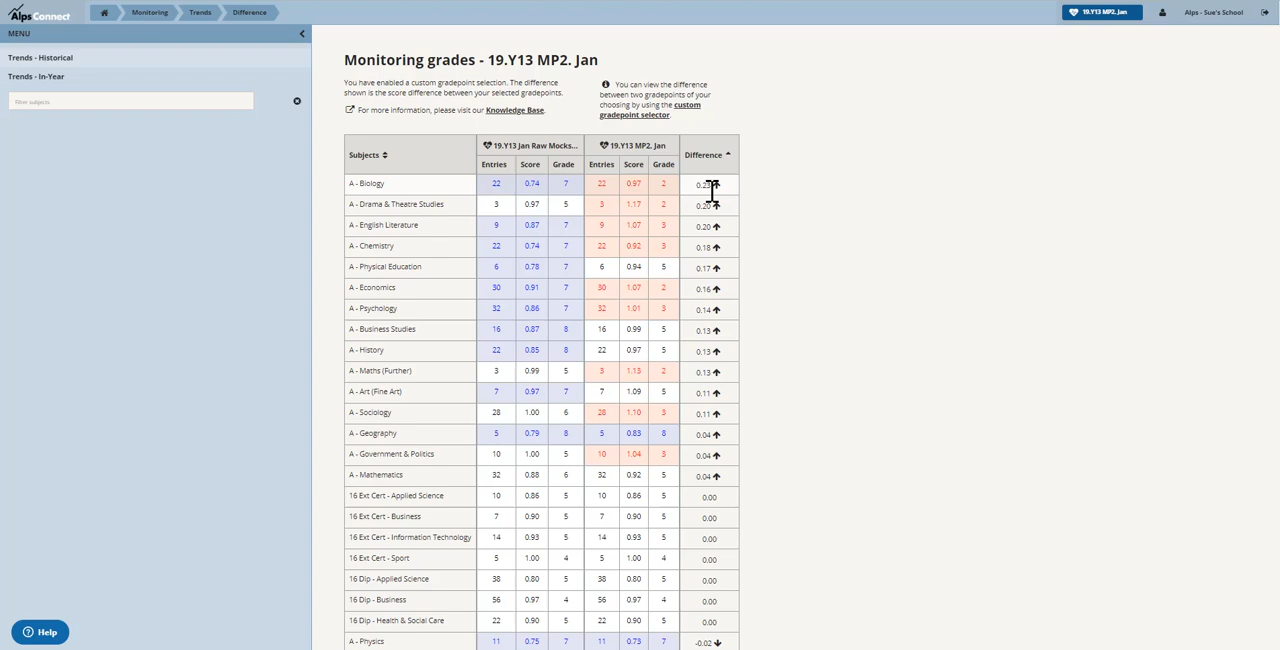 Alps Connect
Monitoring
Trends
Difference
19.Y13 MP2. Jan
Alps - Sue's School
MENU
Trends - Historical
Trends - In-Year
Filter subjects
Monitoring grades - 19.Y13 MP2. Jan
You have enabled a custom gradepoint selection. The difference
shown is the score difference between your selected gradepoints.
For more information, please visit our Knowledge Base.
You can view the difference
between two gradepoints of your
choosing by using the custom
gradepoint selector.
Subjects 19.Y13 Jan Raw Mocks... 19.Y13 MP2. Jan Difference
Entries Score Grade Entries Score Grade
A - Biology 22 0.74 7 22 0.97 2 0.23
A - Drama & Theatre Studies 3 0.97 5 3 1.17 2 0.20
A - English Literature 9 0.87 7 9 1.07 3 0.20
A - Chemistry 22 0.74 7 22 0.92 3 0.18
A - Physical Education 6 0.78 7 6 0.94 5 0.17
A - Economics 30 0.91 7 30 1.07 2 0.16
A - Psychology 32 0.86 7 32 1.01 3 0.14
A - Business Studies 16 0.87 8 16 0.99 5 0.13
A - History 22 0.85 8 22 0.97 5 0.13
A - Maths (Further) 3 0.99 5 3 1.13 2 0.13
A - Art (Fine Art) 7 0.97 7 7 1.09 5 0.11
A - Sociology 28 1.00 6 28 1.10 3 0.11
A - Geography 5 0.79 8 5 0.83 8 0.04
A - Government & Politics 10 1.00 5 10 1.04 3 0.04
A - Mathematics 32 0.88 6 32 0.92 5 0.04
16 Ext Cert - Applied Science 10 0.86 5 10 0.86 5 0.00
16 Ext Cert - Business 7 0.90 5 7 0.90 5 0.00
16 Ext Cert - Information Technology 14 0.93 5 14 0.93 5 0.00
16 Ext Cert - Sport 5 1.00 4 5 1.00 4 0.00
16 Dip - Applied Science 38 0.80 5 38 0.80 5 0.00
16 Dip - Business 56 0.97 4 56 0.97 4 0.00
16 Dip - Health & Social Care 22 0.90 5 22 0.90 5 0.00
A - Physics 11 0.75 7 11 0.73 7 -0.02
Help